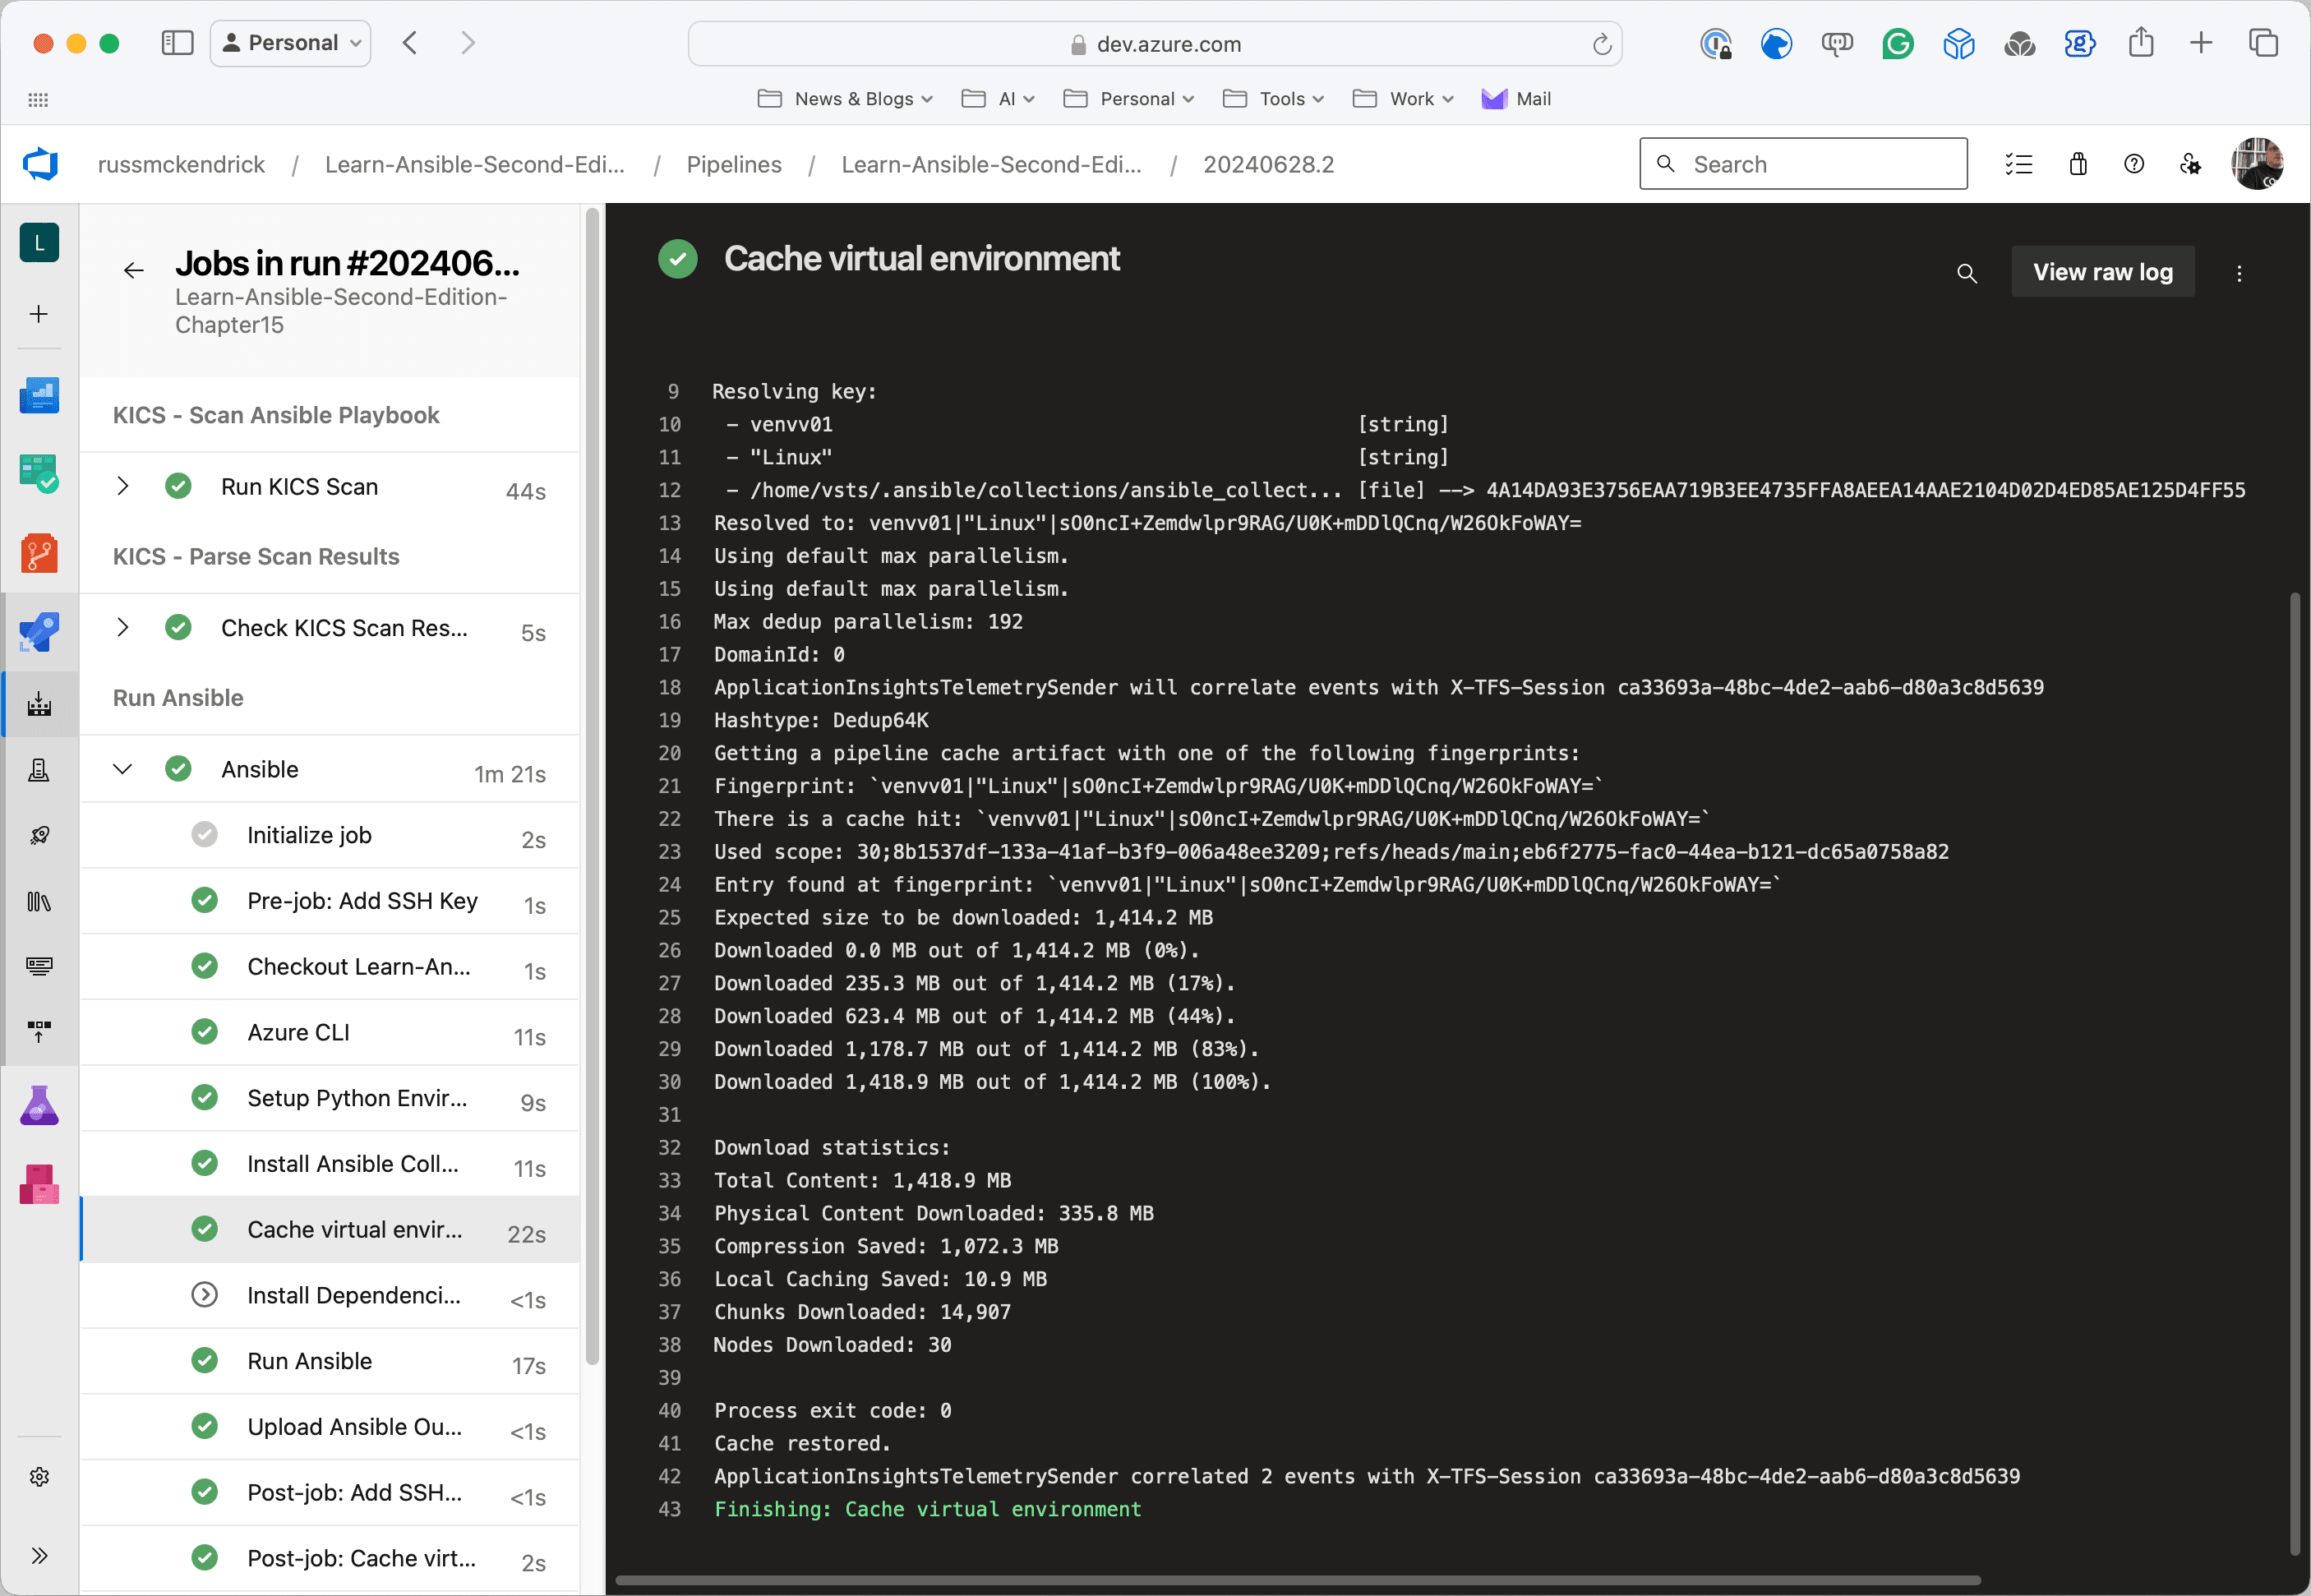 Personal
dev.azure.com
News & Blogs
AI
Personal
Tools
Work
Mail
russmckendrick / Learn-Ansible-Second-Edi... / Pipelines / Learn-Ansible-Second-Edi... / 20240628.2
Search
L
Jobs in run #202406...
Learn-Ansible-Second-Edition-
Chapter15
KICS - Scan Ansible Playbook
Run KICS Scan 44s
KICS - Parse Scan Results
Check KICS Scan Res... 5s
Run Ansible
Ansible 1m 21s
Initialize job 2s
Pre-job: Add SSH Key 1s
Checkout Learn-An... 1s
Azure CLI 11s
Setup Python Envir... 9s
Install Ansible Coll... 11s
Cache virtual envir... 22s
Install Dependenci... <1s
Run Ansible 17s
Upload Ansible Ou... <1s
Post-job: Add SSH... <1s
Post-job: Cache virt... 2s
Cache virtual environment
View raw log
9 Resolving key:
10 - venvv01 [string]
11 - "Linux" [string]
12 - /home/vsts/.ansible/collections/ansible_collect... [file] --> 4A14DA93E3756EAA719B3EE4735FFA8AEEA14AAE2104D02D4ED85AE125D4FF55
13 Resolved to: venvv01|"Linux"|sO0ncI+Zemdwlpr9RAG/U0K+mDDlQCnq/W26OkFoWAY=
14 Using default max parallelism.
15 Using default max parallelism.
16 Max dedup parallelism: 192
17 DomainId: 0
18 ApplicationInsightsTelemetrySender will correlate events with X-TFS-Session ca33693a-48bc-4de2-aab6-d80a3c8d5639
19 Hashtype: Dedup64K
20 Getting a pipeline cache artifact with one of the following fingerprints:
21 Fingerprint: `venvv01|"Linux"|sO0ncI+Zemdwlpr9RAG/U0K+mDDlQCnq/W26OkFoWAY=`
22 There is a cache hit: `venvv01|"Linux"|sO0ncI+Zemdwlpr9RAG/U0K+mDDlQCnq/W26OkFoWAY=`
23 Used scope: 30;8b1537df-133a-41af-b3f9-006a48ee3209;refs/heads/main;eb6f2775-fac0-44ea-b121-dc65a0758a82
24 Entry found at fingerprint: `venvv01|"Linux"|sO0ncI+Zemdwlpr9RAG/U0K+mDDlQCnq/W26OkFoWAY=`
25 Expected size to be downloaded: 1,414.2 MB
26 Downloaded 0.0 MB out of 1,414.2 MB (0%).
27 Downloaded 235.3 MB out of 1,414.2 MB (17%).
28 Downloaded 623.4 MB out of 1,414.2 MB (44%).
29 Downloaded 1,178.7 MB out of 1,414.2 MB (83%).
30 Downloaded 1,418.9 MB out of 1,414.2 MB (100%).
31
32 Download statistics:
33 Total Content: 1,418.9 MB
34 Physical Content Downloaded: 335.8 MB
35 Compression Saved: 1,072.3 MB
36 Local Caching Saved: 10.9 MB
37 Chunks Downloaded: 14,907
38 Nodes Downloaded: 30
39
40 Process exit code: 0
41 Cache restored.
42 ApplicationInsightsTelemetrySender correlated 2 events with X-TFS-Session ca33693a-48bc-4de2-aab6-d80a3c8d5639
43 Finishing: Cache virtual environment